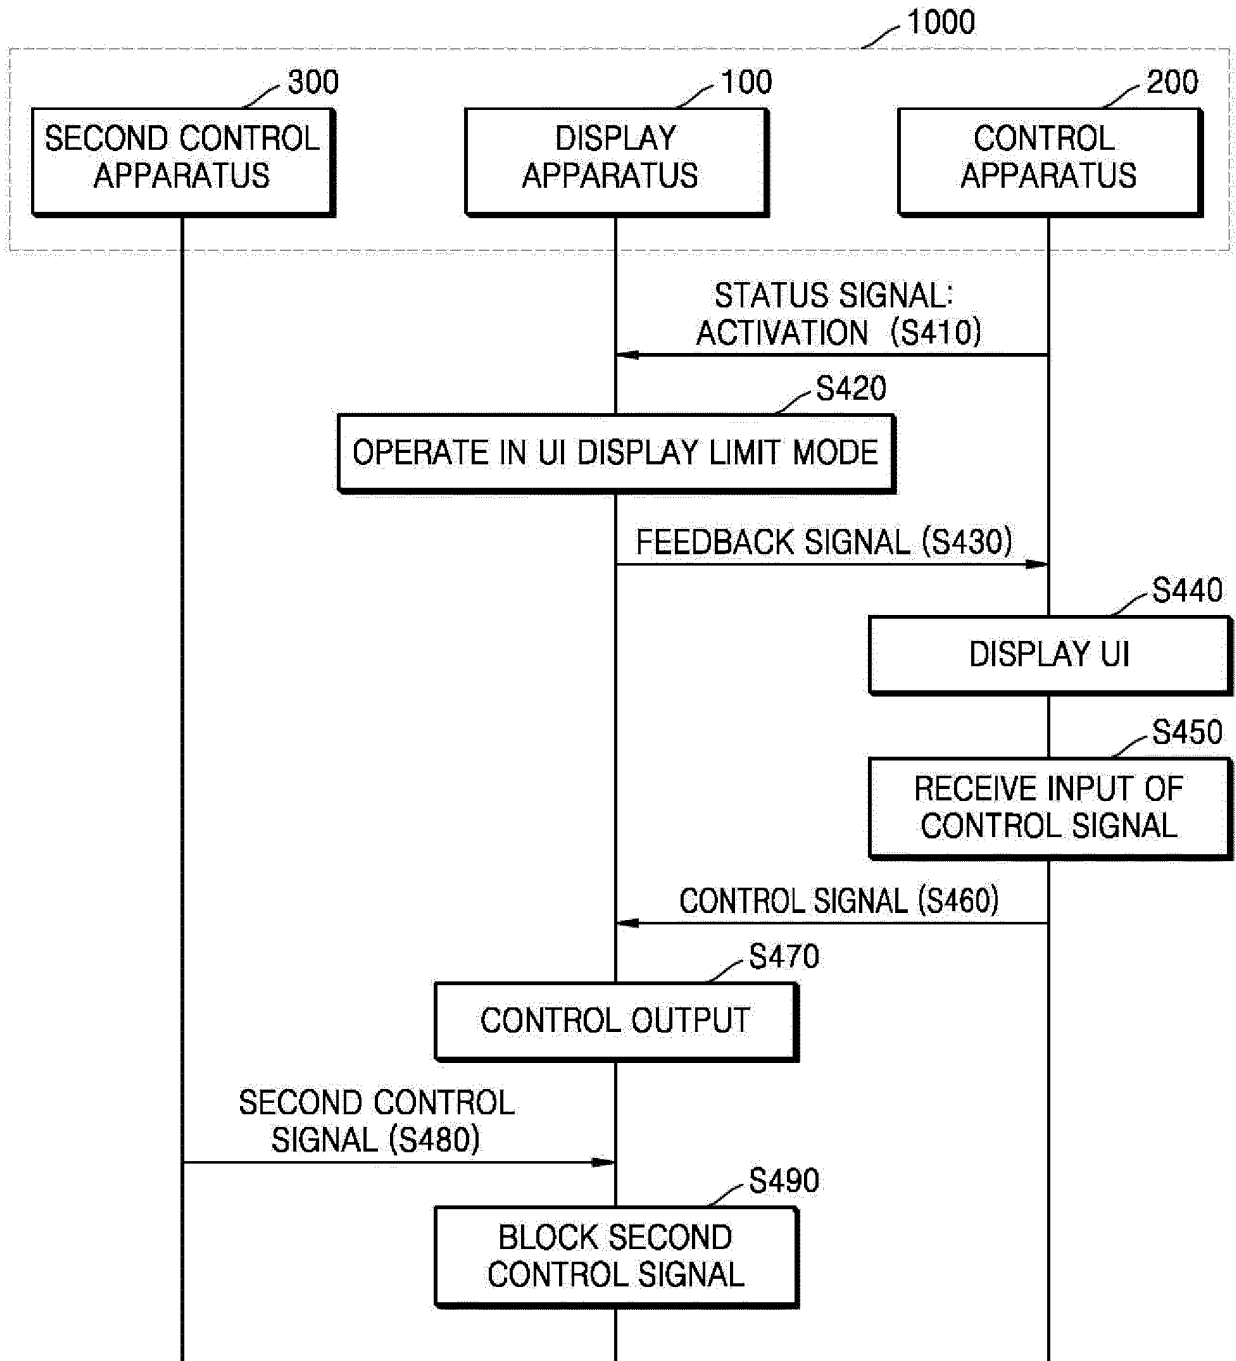 1000
300
100
200
SECOND CONTROL
APPARATUS
DISPLAY
APPARATUS
CONTROL
APPARATUS
STATUS SIGNAL:
ACTIVATION (S410)
S420
OPERATE IN UI DISPLAY LIMIT MODE
FEEDBACK SIGNAL (S430)
S440
DISPLAY UI
S450
RECEIVE INPUT OF
CONTROL SIGNAL
CONTROL SIGNAL (S460)
S470
CONTROL OUTPUT
SECOND CONTROL
SIGNAL (S480)
S490
BLOCK SECOND
CONTROL SIGNAL